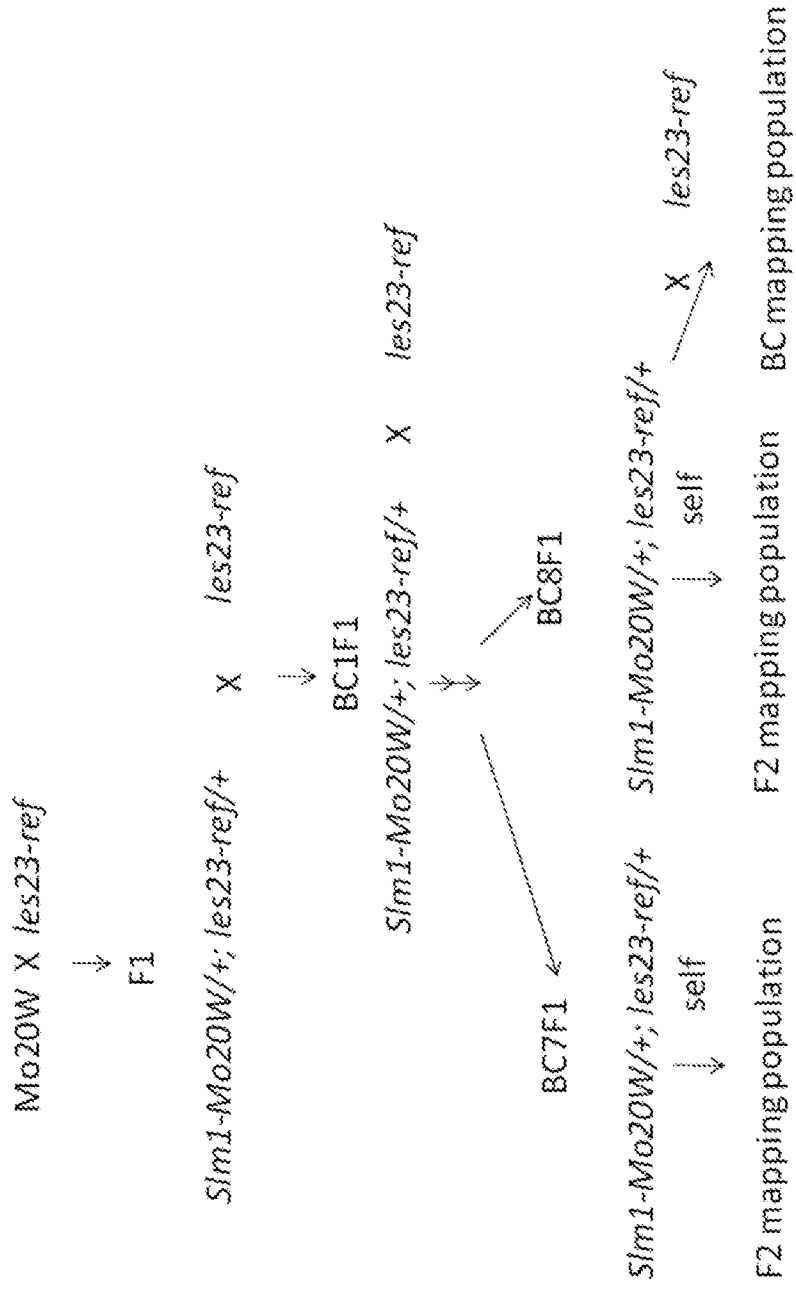 Mo20W X les23-ref
F1
Slm1-Mo20W/+; les23-ref/+ X les23-ref
BC1F1
Slm1-Mo20W/+; les23-ref/+ X les23-ref
BC7F1 BC8F1
Slm1-Mo20W/+; les23-ref/+ Slm1-Mo20W/+; les23-ref/+ X les23-ref
self self
F2 mapping population F2 mapping population BC mapping population